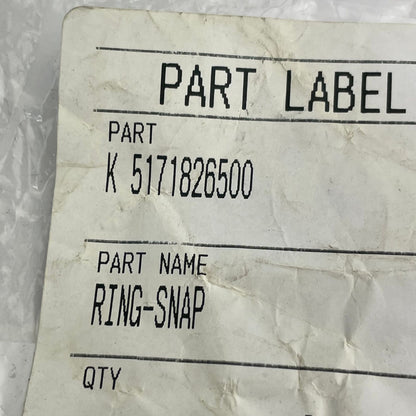 PART LABEL
PART
K 5171826500
PART NAME
RING-SNAP
QTY